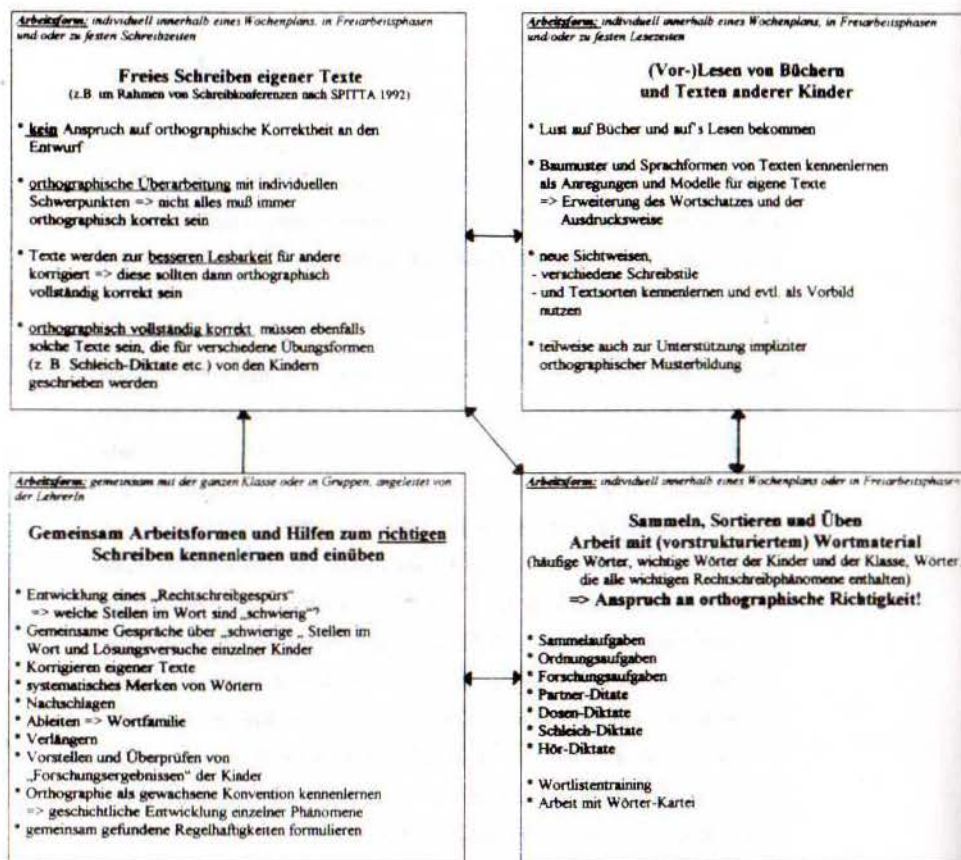 Arbeitsform: individuell innerhalb eines Wochenplans, in Freiarbeitsphasen
und/oder zu festen Schreibzeiten
Freies Schreiben eigener Texte
(z.B. im Rahmen von Schreibkonferenzen nach SPITTA 1992)
* kein Anspruch auf orthographische Korrektheit an den
Entwurf
* orthographische Überarbeitung mit individuellen
Schwerpunkten => nicht alles muß immer
orthographisch korrekt sein
* Texte werden zur besseren Lesbarkeit für andere
korrigiert => diese sollten dann orthographisch
vollständig korrekt sein
* orthographisch vollständig korrekt müssen ebenfalls
solche Texte sein, die für verschiedene Übungsformen
(z. B. Schleich-Diktate etc.) von den Kindern
geschrieben werden
Arbeitsform: individuell innerhalb eines Wochenplans, in Freiarbeitsphasen
und/oder zu festen Lesezeiten
(Vor-)Lesen von Büchern
und Texten anderer Kinder
* Lust auf Bücher und auf's Lesen bekommen
* Baumuster und Sprachformen von Texten kennenlernen
als Anregungen und Modelle für eigene Texte
=> Erweiterung des Wortschatzes und der
Ausdrucksweise
* neue Sichtweisen,
- verschiedene Schreibstile
- und Textsorten kennenlernen und evtl. als Vorbild
nutzen
* teilweise auch zur Unterstützung impliziter
orthographischer Musterbildung
Arbeitsform: gemeinsam mit der ganzen Klasse oder in Gruppen, angeleitet von
der LehrerIn
Gemeinsam Arbeitsformen und Hilfen zum richtigen
Schreiben kennenlernen und einüben
* Entwicklung eines „Rechtschreibgespürs“
=> welche Stellen im Wort sind „schwierig“?
* Gemeinsame Gespräche über „schwierige „ Stellen im
Wort und Lösungsversuche einzelner Kinder
* Korrigieren eigener Texte
* systematisches Merken von Wörtern
* Nachschlagen
* Ableiten => Wortfamilie
* Verlängern
* Vorstellen und Überprüfen von
„Forschungsergebnissen“ der Kinder
* Orthographie als gewachsene Konvention kennenlernen
=> geschichtliche Entwicklung einzelner Phänomene
* gemeinsam gefundene Regelhaftigkeiten formulieren
Arbeitsform: individuell innerhalb eines Wochenplans oder in Freiarbeitsphasen
Sammeln, Sortieren und Üben
Arbeit mit (vorstrukturiertem) Wortmaterial
(häufige Wörter, wichtige Wörter der Kinder und der Klasse, Wörter,
die alle wichtigen Rechtschreibphänomene enthalten)
=> Anspruch an orthographische Richtigkeit!
* Sammelaufgaben
* Ordnungsaufgaben
* Forschungsaufgaben
* Partner-Ditate
* Dosen-Diktate
* Schleich-Diktate
* Hör-Diktate
* Wortlistentraining
* Arbeit mit Wörter-Kartei